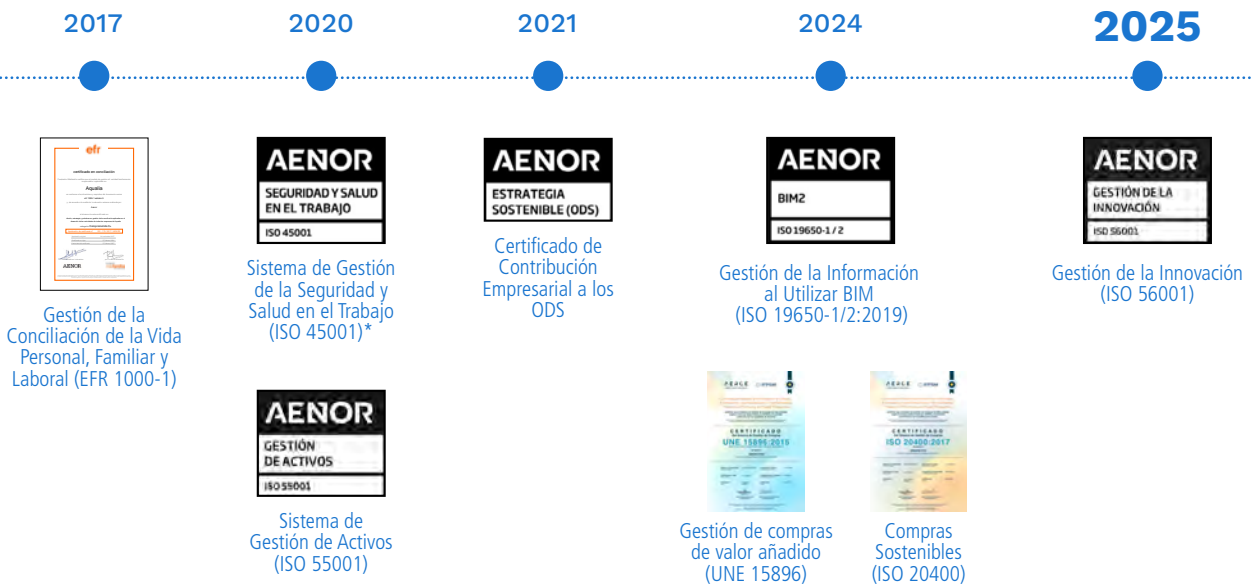 2017
2020
2021
2024
2025
efr
certificado en conciliación
Aqualia
AENOR
Gestión de la
Conciliación de la Vida
Personal, Familiar y
Laboral (EFR 1000-1)
AENOR
SEGURIDAD Y SALUD
EN EL TRABAJO
ISO 45001
Sistema de Gestión
de la Seguridad y
Salud en el Trabajo
(ISO 45001)*
AENOR
GESTIÓN
DE ACTIVOS
ISO 55001
Sistema de
Gestión de Activos
(ISO 55001)
AENOR
ESTRATEGIA
SOSTENIBLE (ODS)
Certificado de
Contribución
Empresarial a los
ODS
AENOR
BIM2
ISO 19650-1 / 2
Gestión de la Información
al Utilizar BIM
(ISO 19650-1/2:2019)
CERTIFICADO
UNE 15896:2015
Gestión de compras
de valor añadido
(UNE 15896)
CERTIFICADO
ISO 20400:2017
Compras
Sostenibles
(ISO 20400)
AENOR
GESTIÓN DE LA
INNOVACIÓN
ISO 56001
Gestión de la Innovación
(ISO 56001)